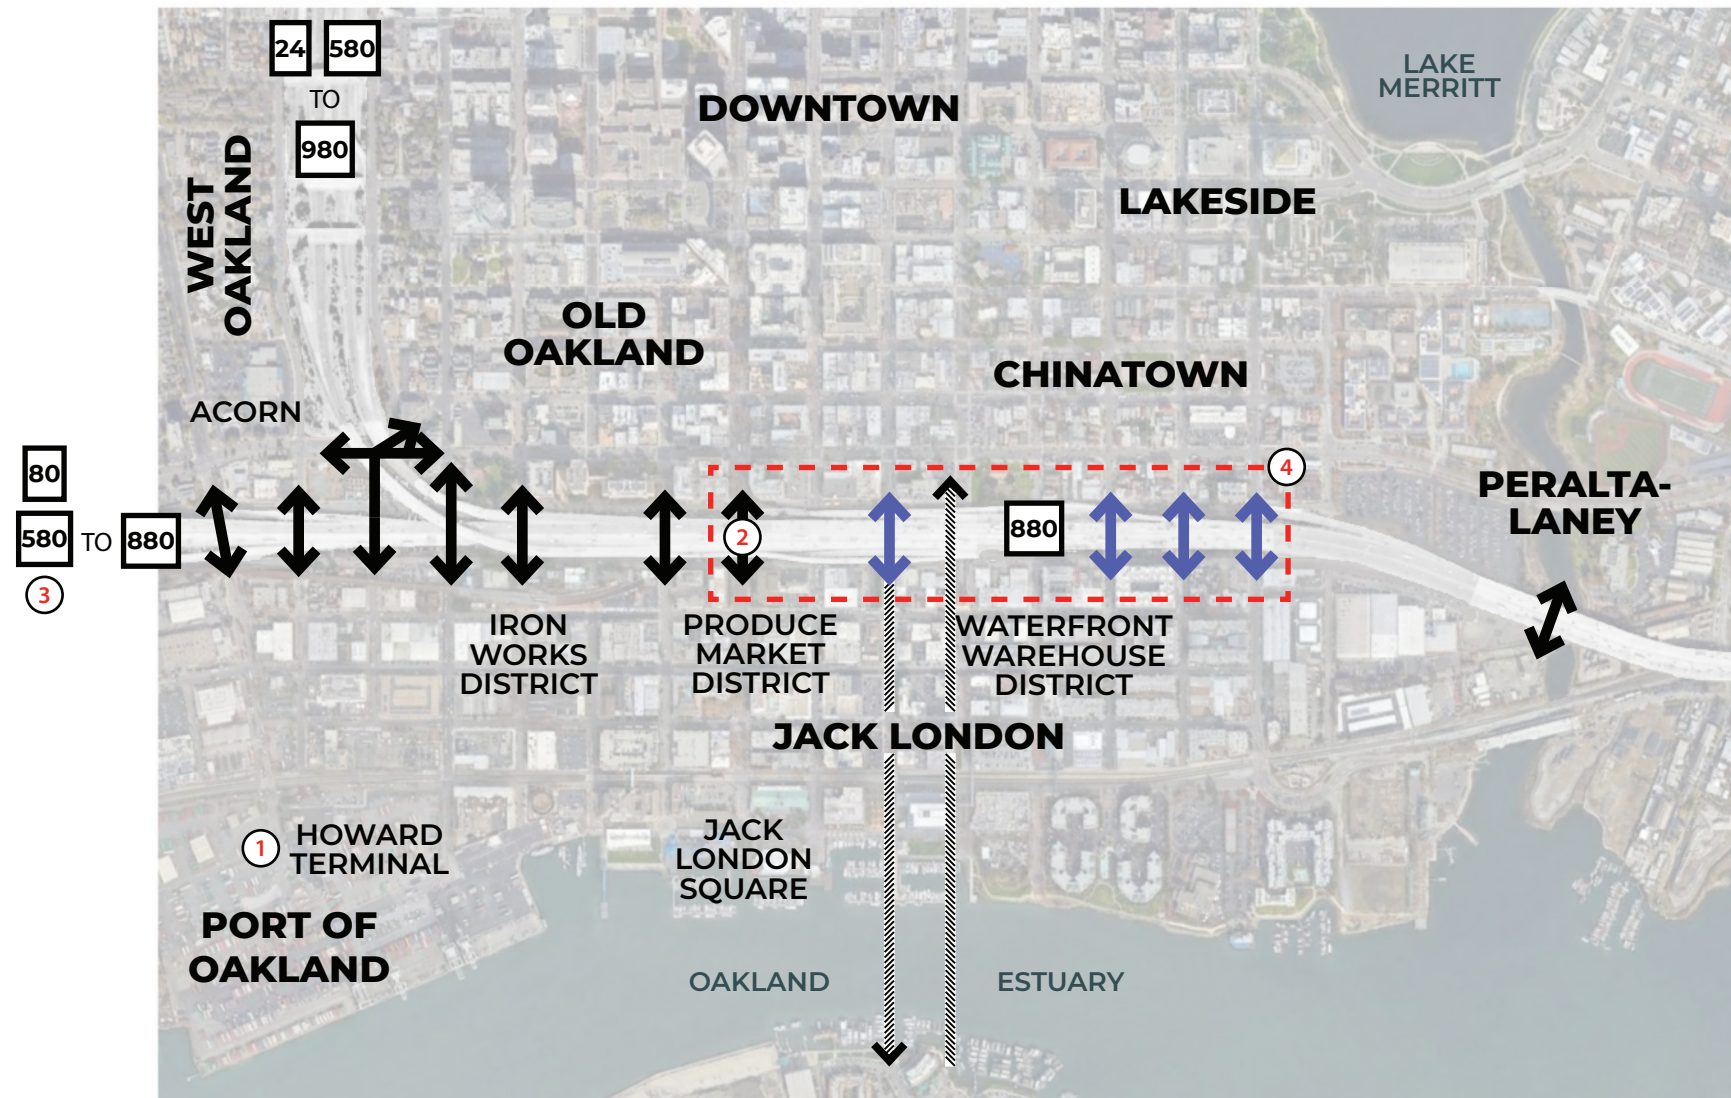 24 580
TO
980
LAKE
MERRITT
DOWNTOWN
WEST
OAKLAND
LAKESIDE
OLD
OAKLAND
CHINATOWN
ACORN
80
580 TO 880
3
4
2
880
PERALTA-
LANEY
IRON
WORKS
DISTRICT
PRODUCE
MARKET
DISTRICT
WATERFRONT
WAREHOUSE
DISTRICT
JACK LONDON
1 HOWARD
TERMINAL
JACK
LONDON
SQUARE
PORT OF
OAKLAND
OAKLAND ESTUARY